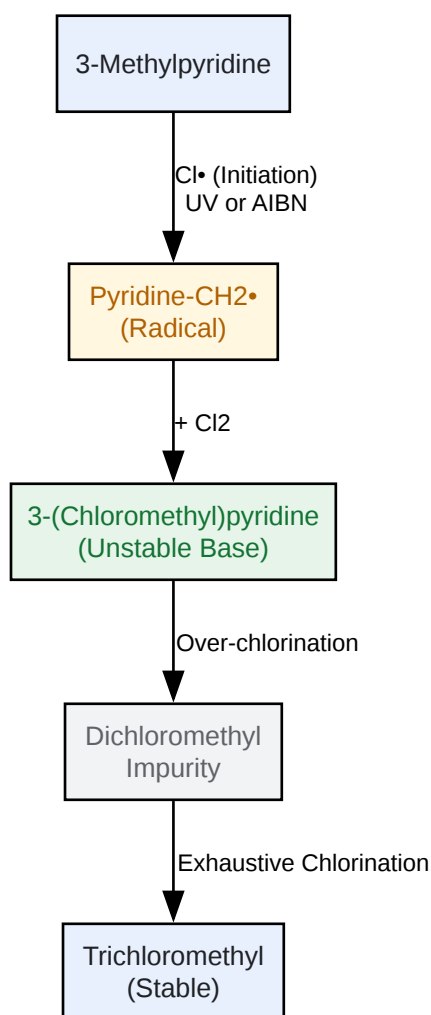 3-Methylpyridine
Cl• (Initiation)
UV or AIBN
Pyridine-CH2•
(Radical)
+ Cl2
3-(Chloromethyl)pyridine
(Unstable Base)
Over-chlorination
Dichloromethyl
Impurity
Exhaustive Chlorination
Trichloromethyl
(Stable)